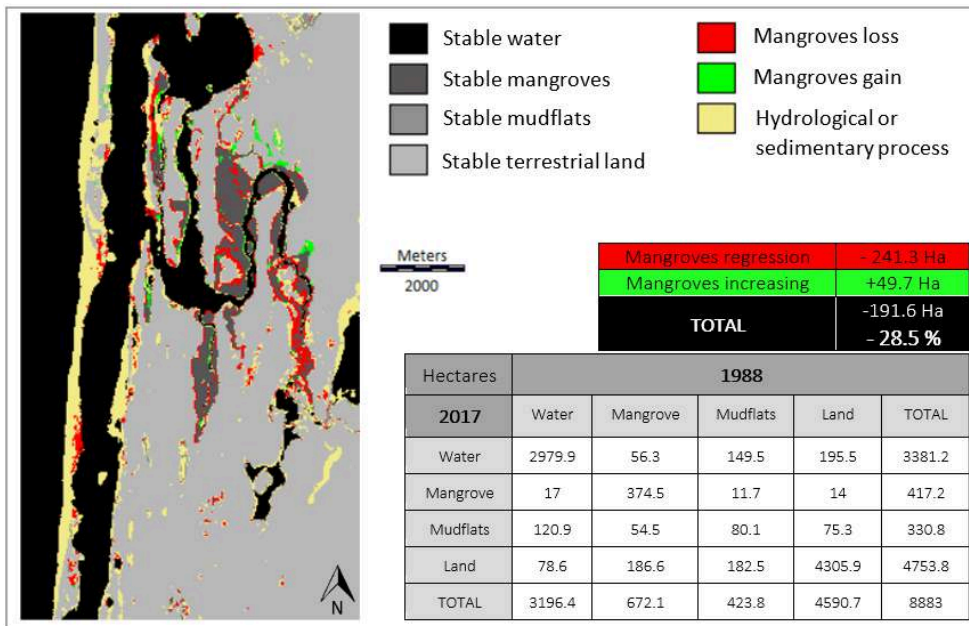 Stable water
Stable mangroves
Stable mudflats
Stable terrestrial land
Mangroves loss
Mangroves gain
Hydrological or
sedimentary process
Meters
2000
Mangroves regression - 241.3 Ha
Mangroves increasing +49.7 Ha
TOTAL -191.6 Ha
- 28.5 %
Hectares 1988
2017 Water Mangrove Mudflats Land TOTAL
Water 2979.9 56.3 149.5 195.5 3381.2
Mangrove 17 374.5 11.7 14 417.2
Mudflats 120.9 54.5 80.1 75.3 330.8
Land 78.6 186.6 182.5 4305.9 4753.8
TOTAL 3196.4 672.1 423.8 4590.7 8883
N